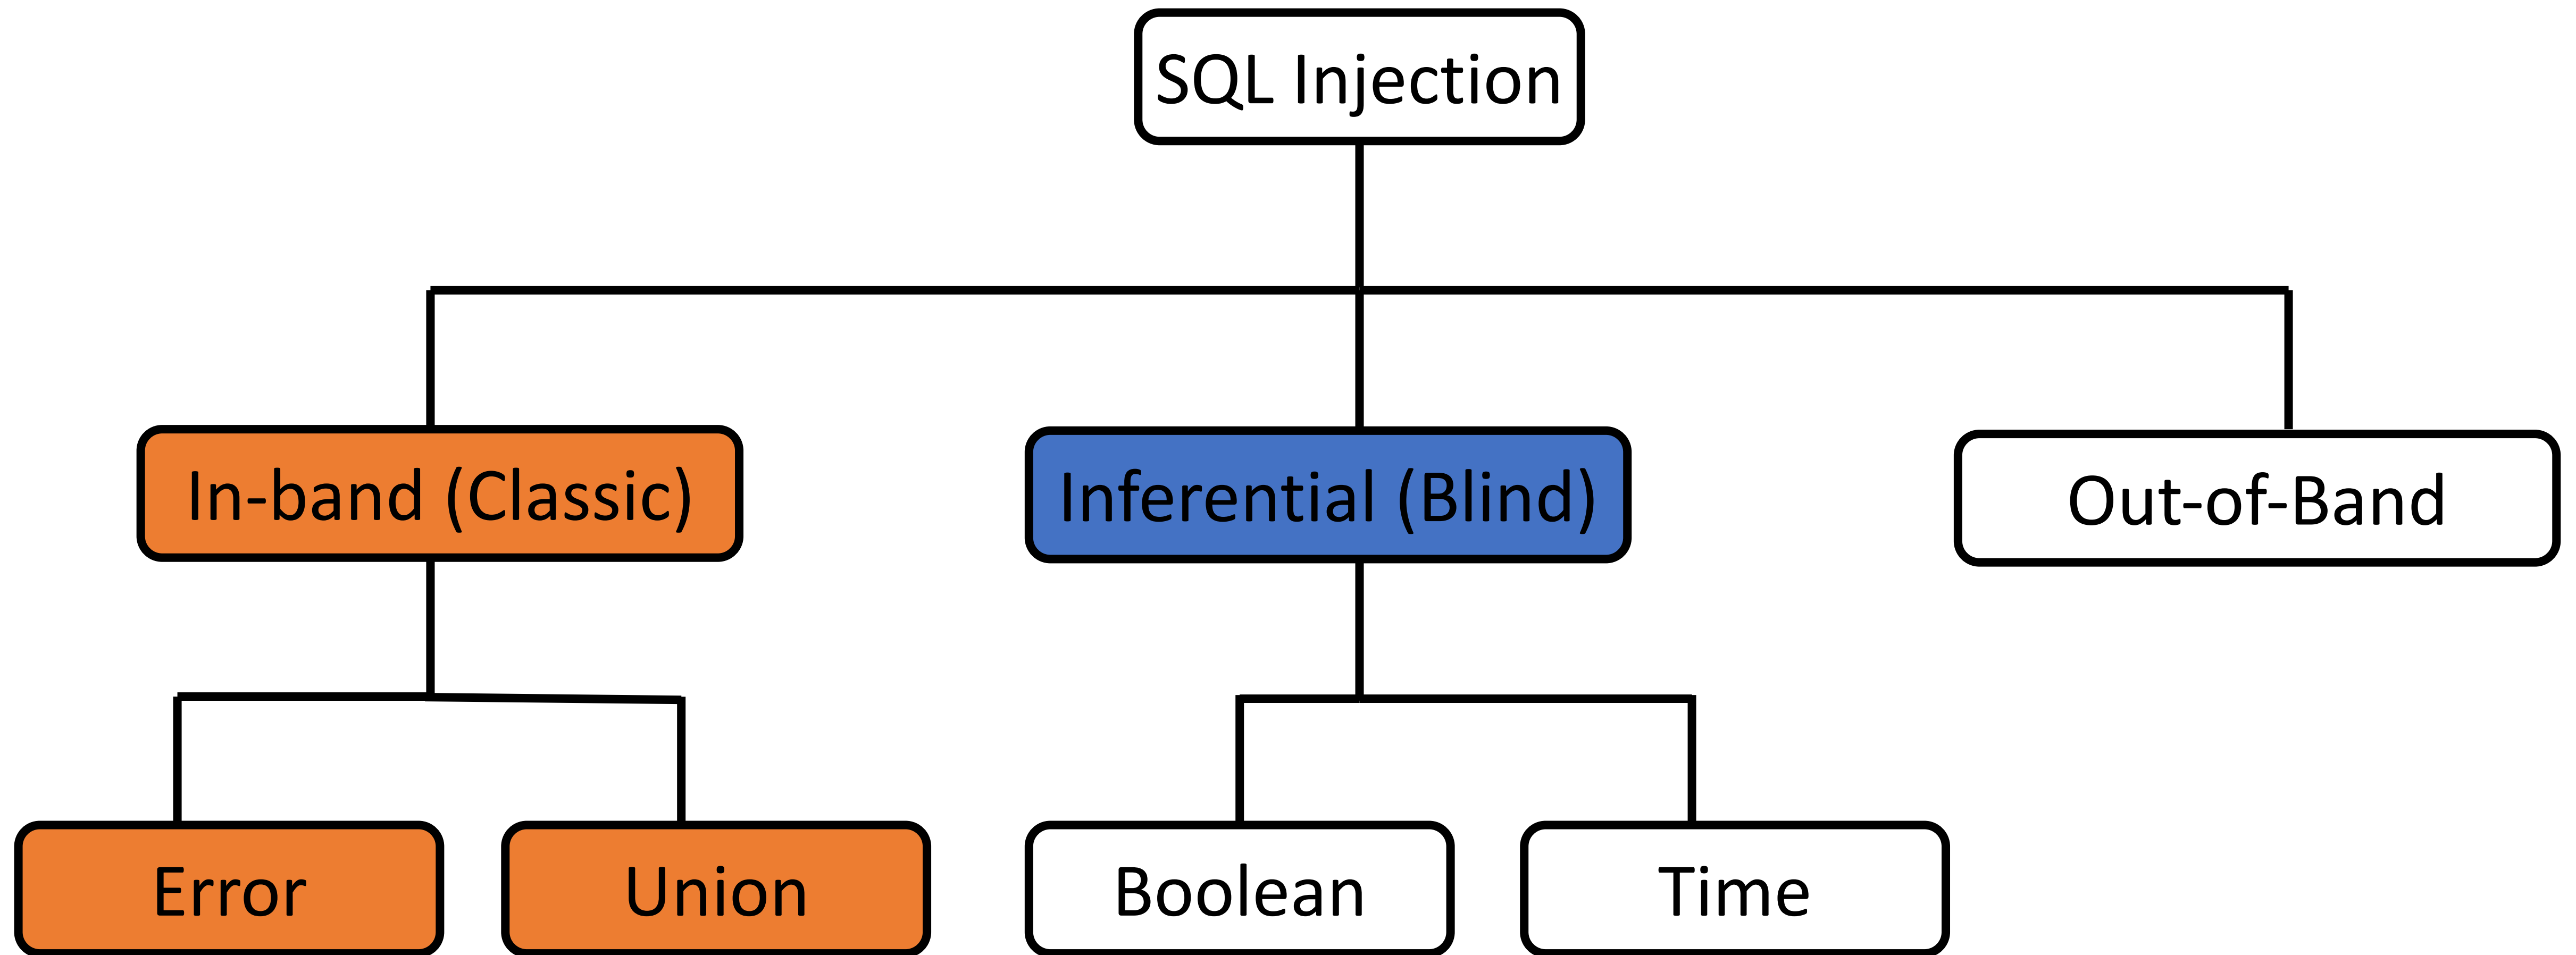 SQL Injection
In-band (Classic)
Inferential (Blind)
Out-of-Band
Error
Union
Boolean
Time